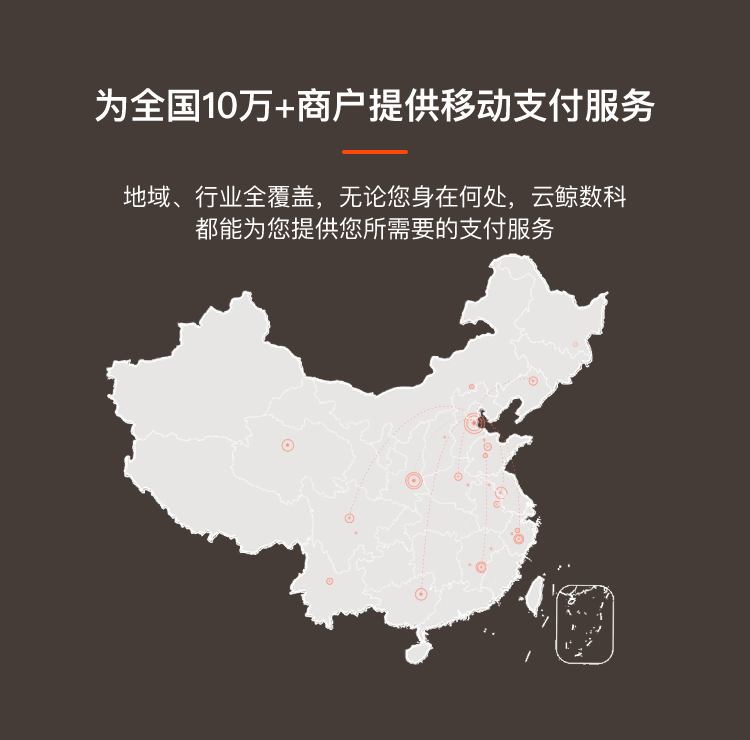 为全国10万+商户提供移动支付服务
地域、行业全覆盖，无论您身在何处，云鲸数科
都能为您提供您所需要的支付服务